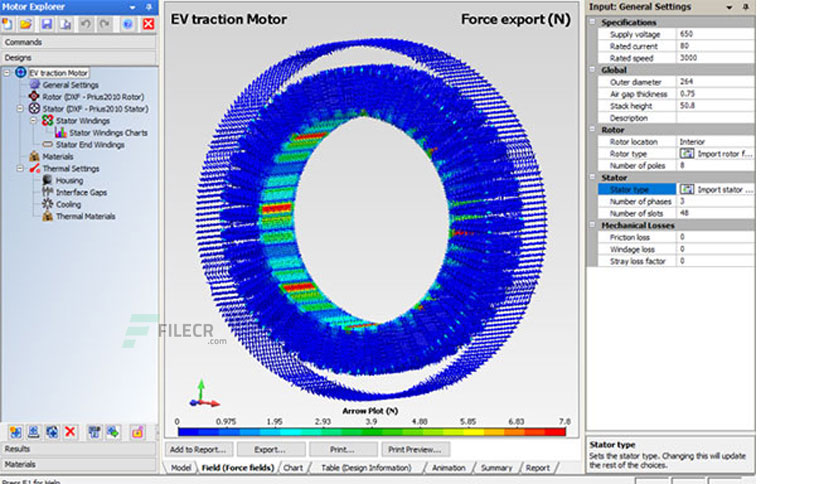 Motor Explorer
Commands
Designs
EV traction Motor
General Settings
Rotor (DXF - Prius2010 Rotor)
Stator (DXF - Prius2010 Stator)
Stator Windings
Stator Windings Charts
Stator End Windings
Materials
Thermal Settings
Housing
Interface Gaps
Cooling
Thermal Materials
Results
Materials
Press F1 for Help
EV traction Motor
Force export (N)
FILECR
.com
Arrow Plot (N)
0 0.975 1.95 2.93 3.9 4.88 5.85 6.83 7.8
Add to Report... Export... Print... Print Preview...
Model Field (Force fields) Chart Table (Design Information) Animation Summary Report
Input: General Settings
Specifications
Supply voltage 650
Rated current 80
Rated speed 3000
Global
Outer diameter 264
Air gap thickness 0.75
Stack height 50.8
Description
Rotor
Rotor location Interior
Rotor type Import rotor f...
Number of poles 8
Stator
Stator type Import stator ...
Number of phases 3
Number of slots 48
Mechanical Losses
Friction loss 0
Windage loss 0
Stray loss factor 0
Stator type
Sets the stator type. Changing this will update
the rest of the choices.